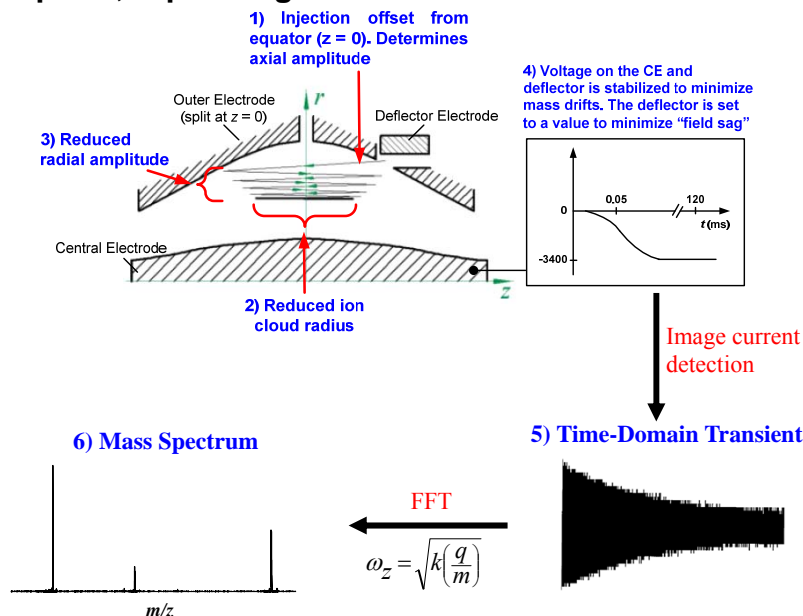 1) Injection offset from
equator (z = 0). Determines
axial amplitude
4) Voltage on the CE and
deflector is stabilized to minimize
mass drifts. The deflector is set
to a value to minimize “field sag”
Outer Electrode
(split at z = 0)
r
Deflector Electrode
3) Reduced
radial amplitude
0,05
120
0
t (ms)
-3400
Central Electrode
z
2) Reduced ion
cloud radius
Image current
detection
6) Mass Spectrum
5) Time-Domain Transient
FFT
ω_z = √(k(q/m))
m/z